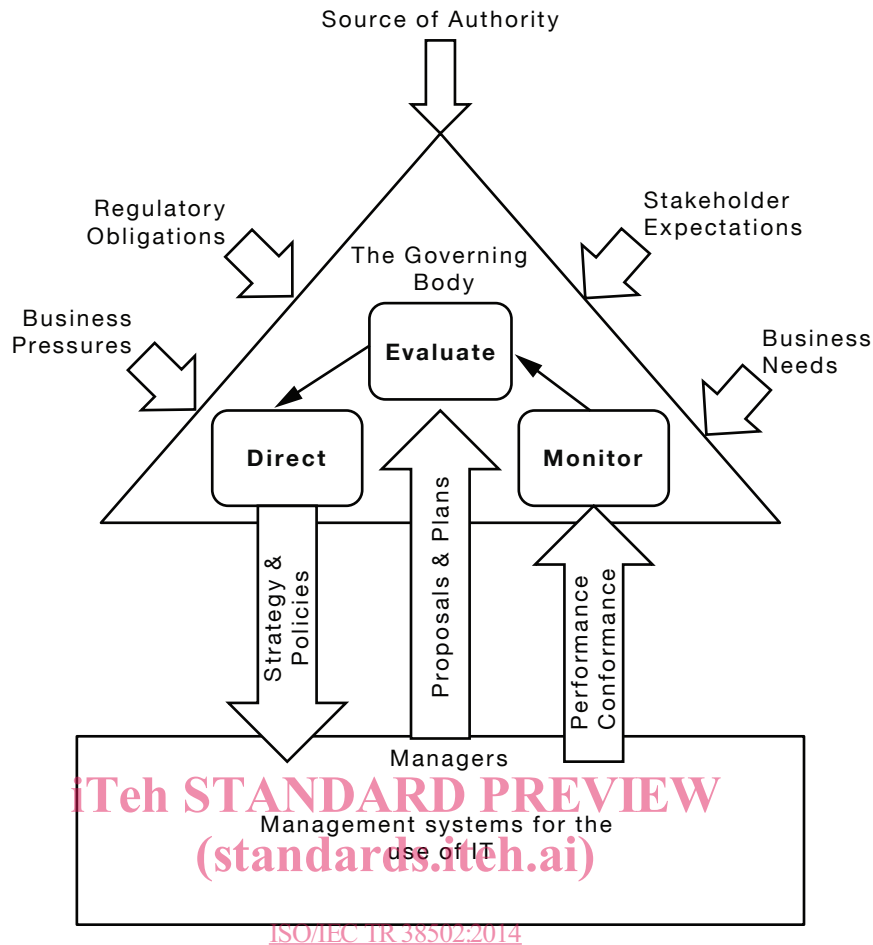 Source of Authority
Regulatory
Obligations
Stakeholder
Expectations
The Governing
Body
Business
Pressures
Business
Needs
Evaluate
Direct
Monitor
Strategy &
Policies
Proposals & Plans
Performance
Conformance
Managers
iTeh STANDARD PREVIEW
Management systems for the
use of IT
(standards.iteh.ai)
ISO/IEC TR 38502:2014